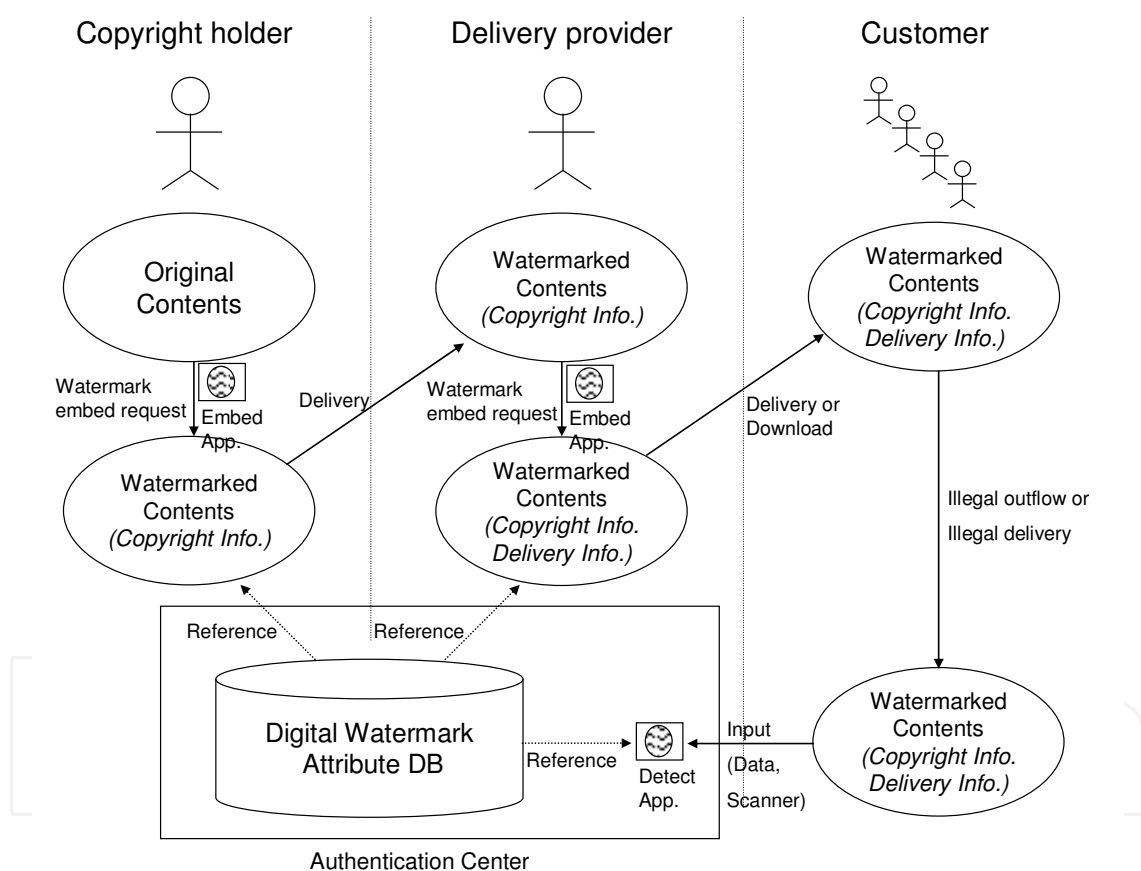 Copyright holder
Delivery provider
Customer
Original
Contents
Watermarked
Contents
(Copyright Info.)
Watermarked
Contents
(Copyright Info.
Delivery Info.)
Watermark
embed request
Embed
App.
Delivery
Watermark
embed request
Embed
App.
Delivery or
Download
Watermarked
Contents
(Copyright Info.)
Watermarked
Contents
(Copyright Info.
Delivery Info.)
Illegal outflow or
Illegal delivery
Reference
Reference
Digital Watermark
Attribute DB
Reference
Detect
App.
Input
(Data,
Scanner)
Watermarked
Contents
(Copyright Info.
Delivery Info.)
Authentication Center